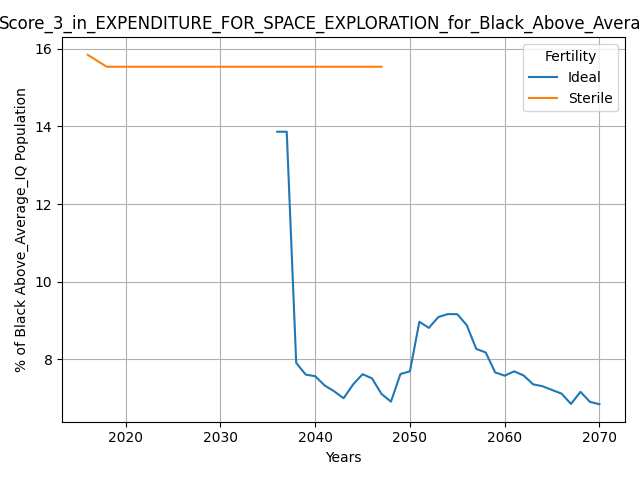 Score_3_in_EXPENDITURE_FOR_SPACE_EXPLORATION_for_Black_Above_Avera
16
14
12
10
8
% of Black Above_Average_IQ Population
Fertility
Ideal
Sterile
2020
2030
2040
2050
2060
2070
Years